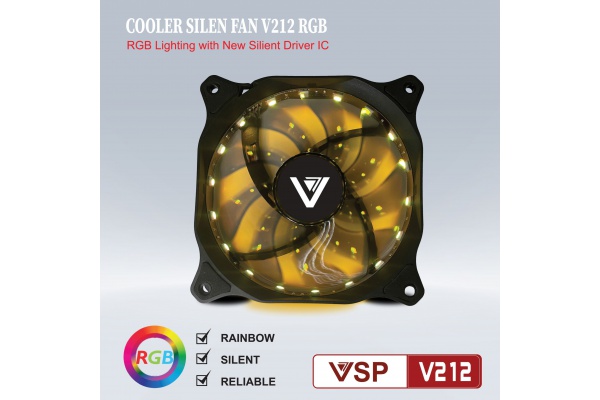 COOLER SILEN FAN V212 RGB
RGB Lighting with New Silient Driver IC
V
RGB
RAINBOW
SILENT
RELIABLE
VSP
V212